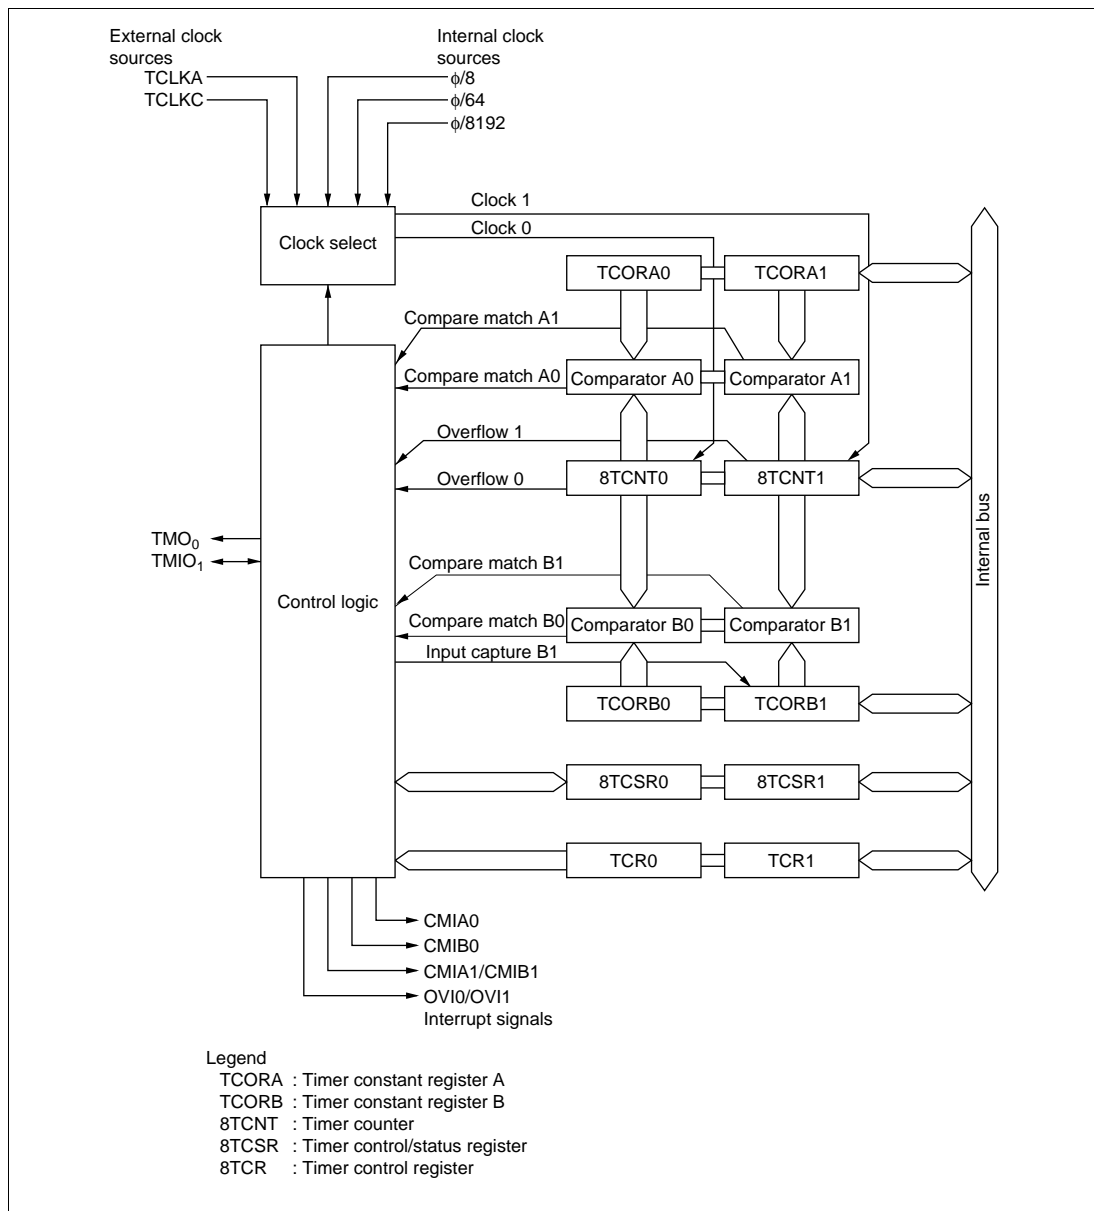 External clock
sources
Internal clock
sources
TCLKA
ϕ/8
TCLKC
ϕ/64
ϕ/8192
Clock 1
Clock select
Clock 0
TCORA0
TCORA1
Compare match A1
Compare match A0
Comparator A0
Comparator A1
Overflow 1
Overflow 0
8TCNT0
8TCNT1
Internal bus
TMO0
TMIO1
Compare match B1
Control logic
Compare match B0
Comparator B0
Comparator B1
Input capture B1
TCORB0
TCORB1
8TCSR0
8TCSR1
TCR0
TCR1
CMIA0
CMIB0
CMIA1/CMIB1
OVI0/OVI1
Interrupt signals
Legend
TCORA : Timer constant register A
TCORB : Timer constant register B
8TCNT : Timer counter
8TCSR : Timer control/status register
8TCR : Timer control register